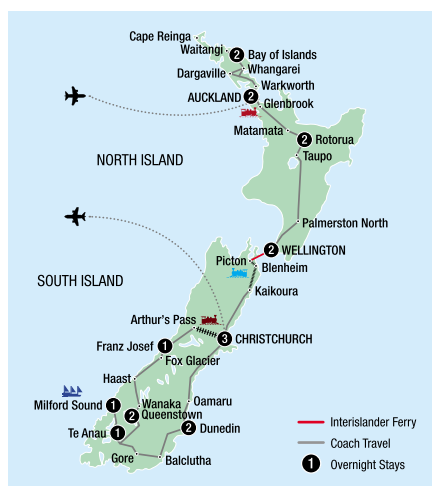 Cape Reinga
Waitangi
2 Bay of Islands
Whangarei
Dargaville
Warkworth
AUCKLAND 2
Glenbrook
Matamata
2 Rotorua
Taupo
NORTH ISLAND
Palmerston North
2 WELLINGTON
Picton
Blenheim
SOUTH ISLAND
Kaikoura
Arthur's Pass
3 CHRISTCHURCH
Franz Josef 1
Fox Glacier
Haast
Milford Sound 1
Wanaka
Oamaru
2 Queenstown
Te Anau 1
2 Dunedin
Gore
Balclutha
Interislander Ferry
Coach Travel
1 Overnight Stays